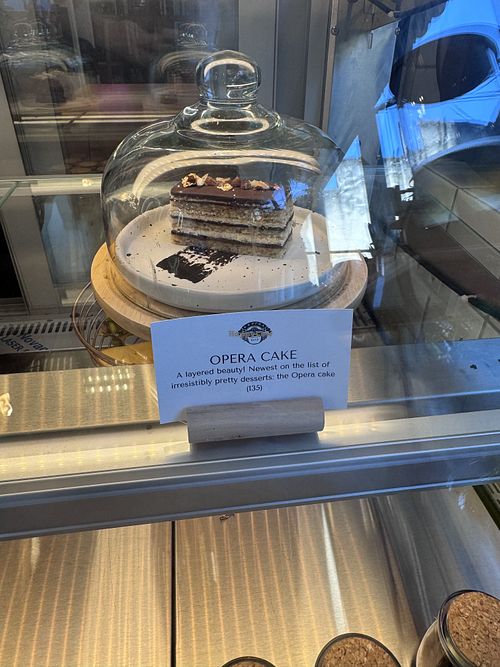 OPERA CAKE
A layered beauty! Newest on the list of
irresistibly pretty desserts: the Opera cake
(135)